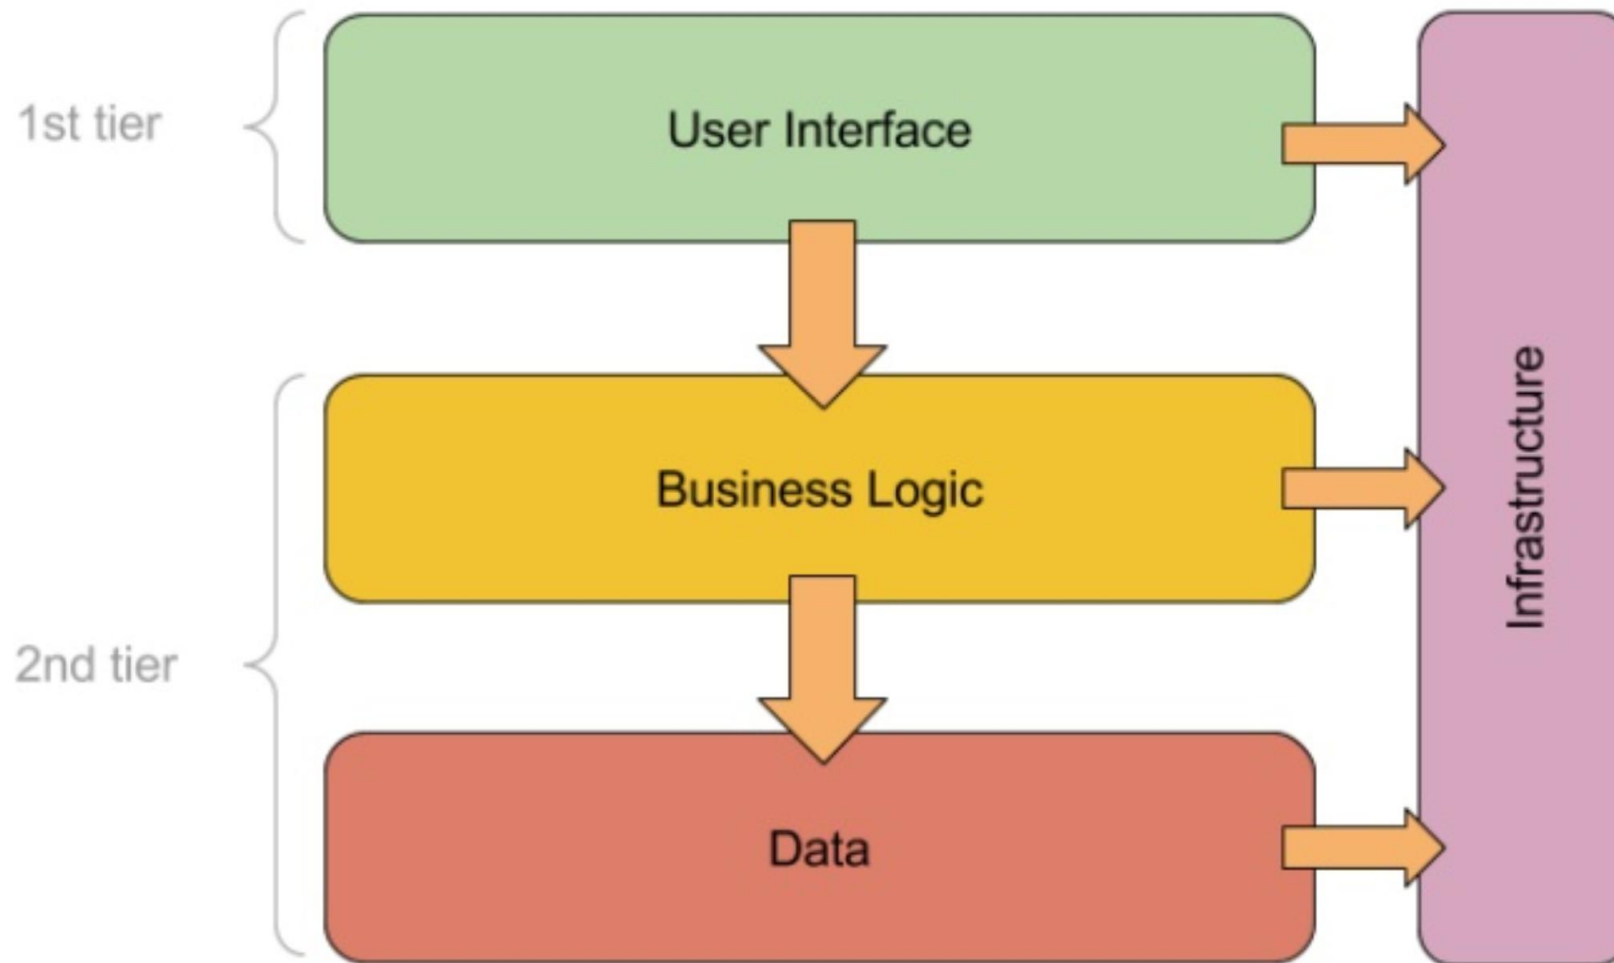 1st tier
User Interface
Business Logic
2nd tier
Data
Infrastructure